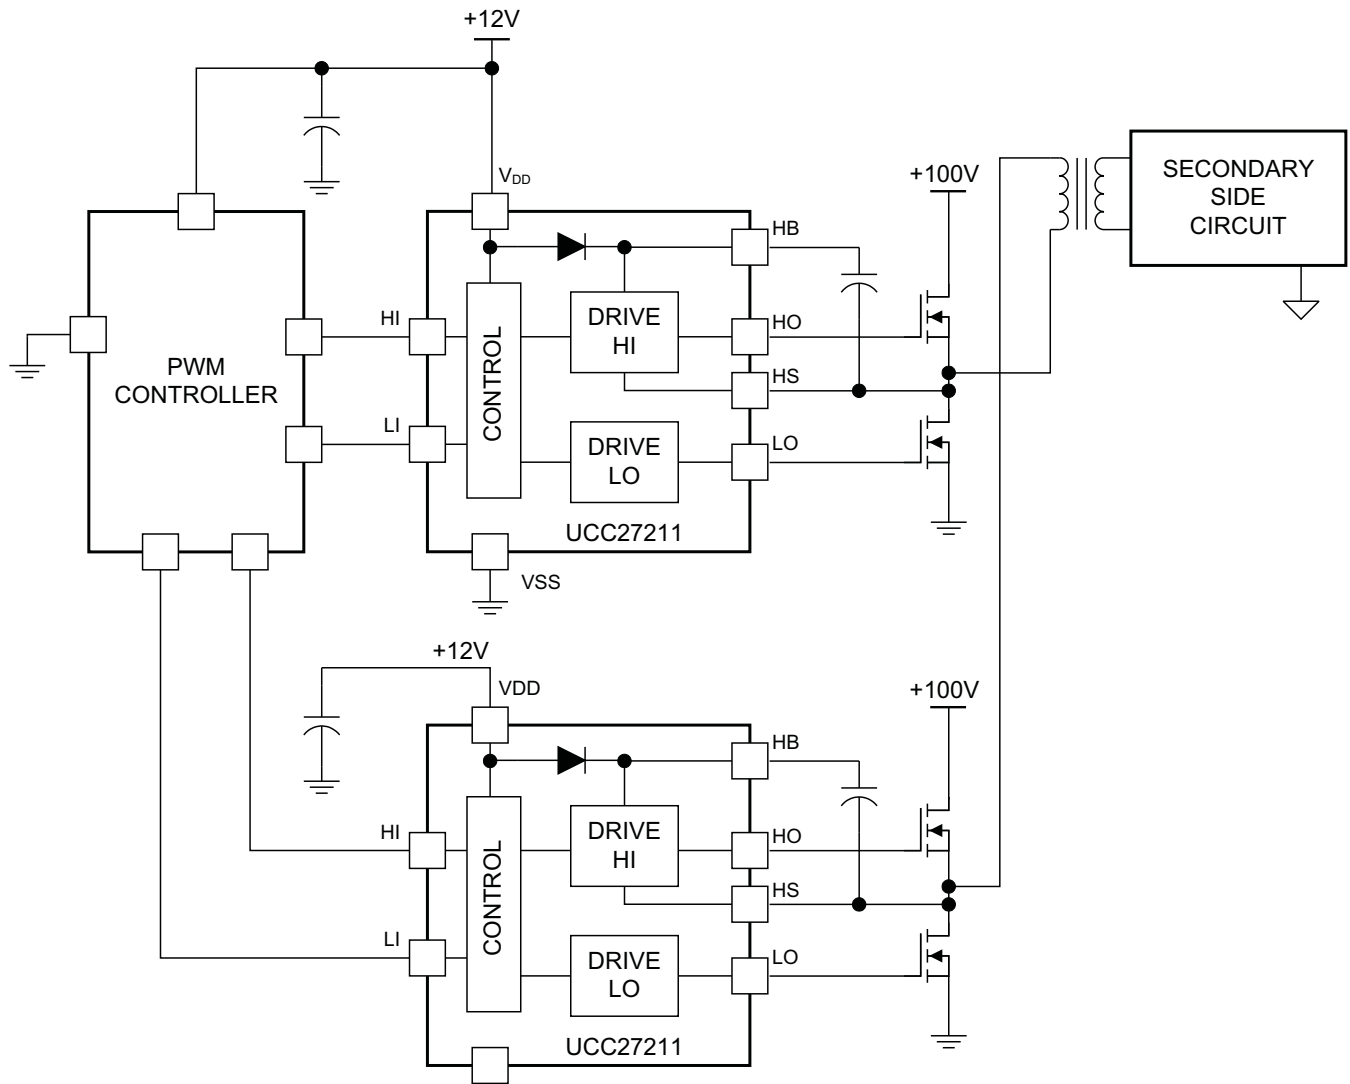 +12V
V_DD
+100V
SECONDARY
SIDE
CIRCUIT
HB
HI
DRIVE
HI
HO
PWM
CONTROLLER
CONTROL
HS
LI
DRIVE
LO
LO
UCC27211
VSS
+12V
VDD
+100V
HB
HI
DRIVE
HI
HO
CONTROL
HS
LI
DRIVE
LO
LO
UCC27211